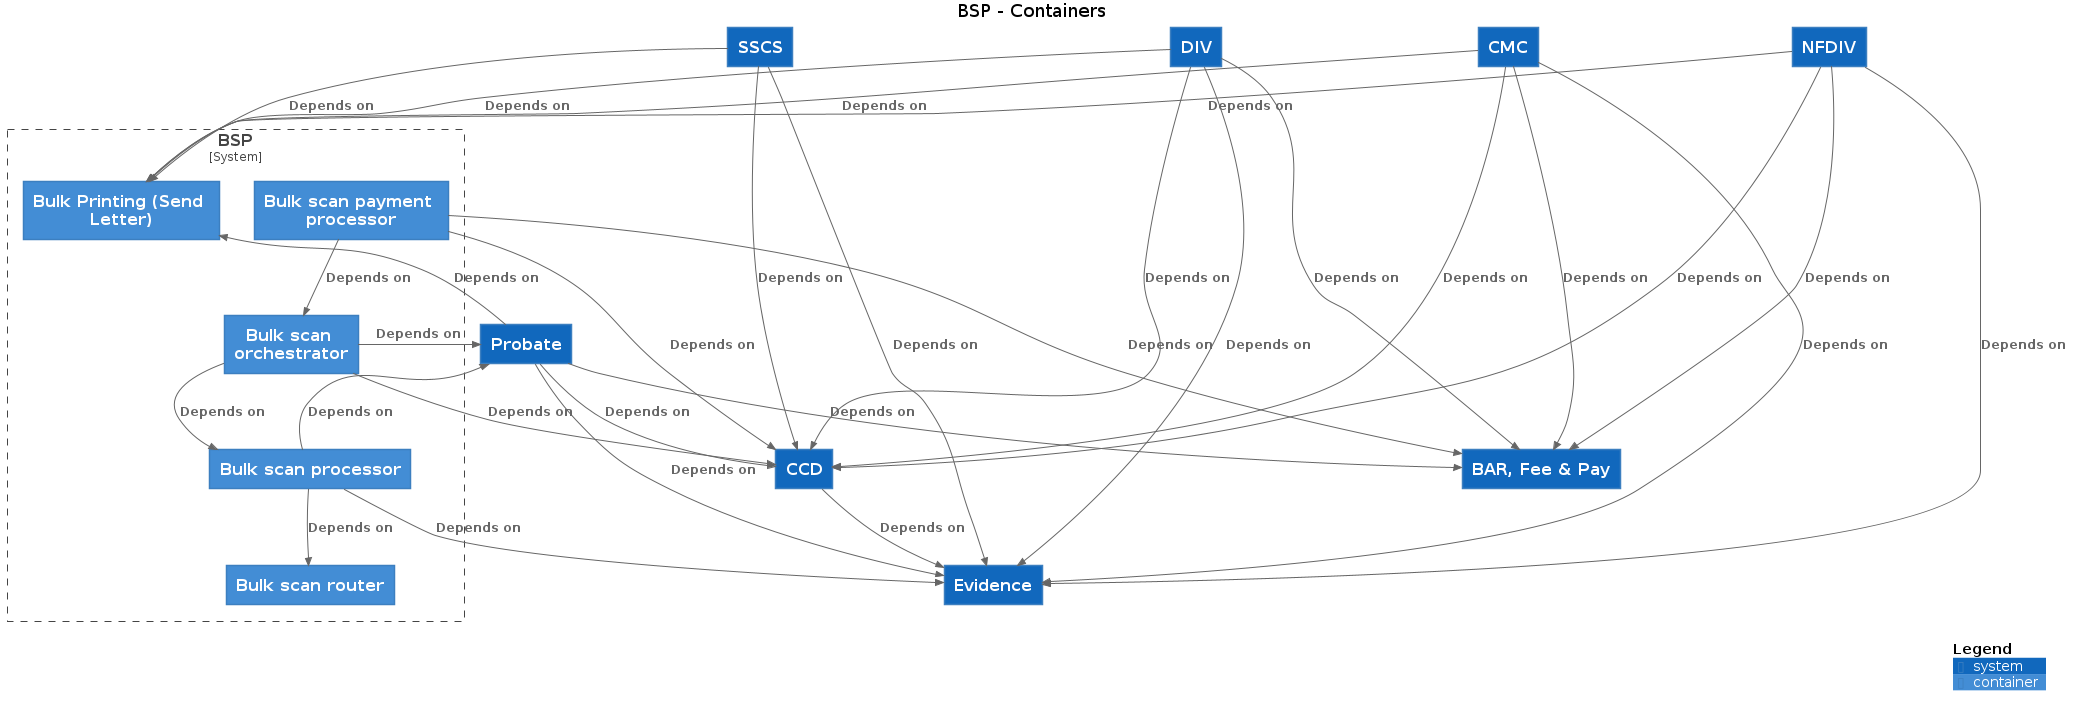 BSP - Containers
SSCS
DIV
CMC
NFDIV
Depends on
Depends on
Depends on
Depends on
BSP
[System]
Bulk Printing (Send
Letter)
Bulk scan payment
processor
Depends on
Depends on
Depends on
Depends on
Depends on
Depends on
Depends on
Depends on
Depends on
Bulk scan
orchestrator
Depends on
Probate
Depends on
Depends on
Depends on
Depends on
Depends on
Depends on
Depends on
Depends on
Depends on
Depends on
Depends on
Bulk scan processor
Depends on
CCD
BAR, Fee & Pay
Depends on
Depends on
Depends on
Bulk scan router
Evidence
Legend
system
container